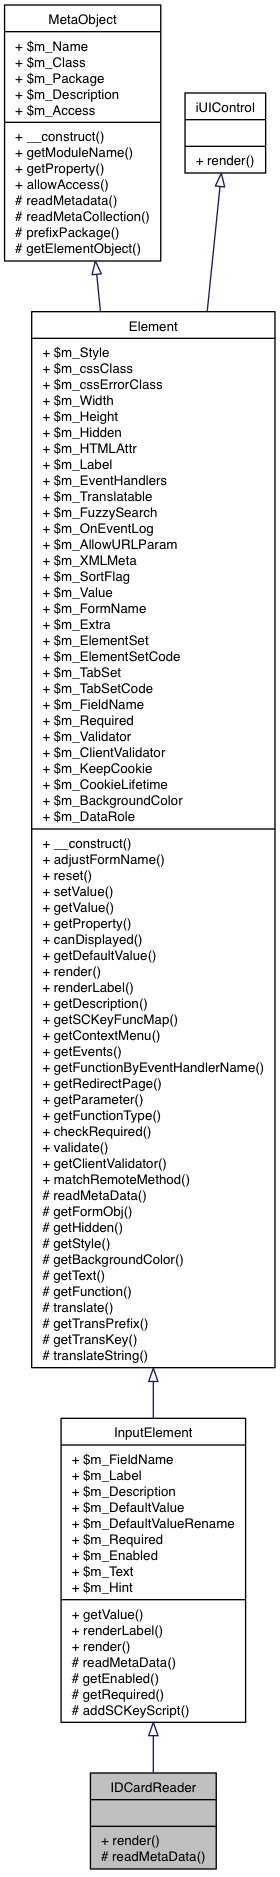 MetaObject
+ $m_Name
+ $m_Class
+ $m_Package
+ $m_Description
+ $m_Access
+ __construct()
+ getModuleName()
+ getProperty()
+ allowAccess()
# readMetadata()
# readMetaCollection()
# prefixPackage()
# getElementObject()
iUIControl
+ render()
Element
+ $m_Style
+ $m_cssClass
+ $m_cssErrorClass
+ $m_Width
+ $m_Height
+ $m_Hidden
+ $m_HTMLAttr
+ $m_Label
+ $m_EventHandlers
+ $m_Translatable
+ $m_FuzzySearch
+ $m_OnEventLog
+ $m_AllowURLParam
+ $m_XMLMeta
+ $m_SortFlag
+ $m_Value
+ $m_FormName
+ $m_Extra
+ $m_ElementSet
+ $m_ElementSetCode
+ $m_TabSet
+ $m_TabSetCode
+ $m_FieldName
+ $m_Required
+ $m_Validator
+ $m_ClientValidator
+ $m_KeepCookie
+ $m_CookieLifetime
+ $m_BackgroundColor
+ $m_DataRole
+ __construct()
+ adjustFormName()
+ reset()
+ setValue()
+ getValue()
+ getProperty()
+ canDisplayed()
+ getDefaultValue()
+ render()
+ renderLabel()
+ getDescription()
+ getSCKeyFuncMap()
+ getContextMenu()
+ getEvents()
+ getFunctionByEventHandlerName()
+ getRedirectPage()
+ getParameter()
+ getFunctionType()
+ checkRequired()
+ validate()
+ getClientValidator()
+ matchRemoteMethod()
# readMetaData()
# getFormObj()
# getHidden()
# getStyle()
# getBackgroundColor()
# getText()
# getFunction()
# translate()
# getTransPrefix()
# getTransKey()
# translateString()
InputElement
+ $m_FieldName
+ $m_Label
+ $m_Description
+ $m_DefaultValue
+ $m_DefaultValueRename
+ $m_Required
+ $m_Enabled
+ $m_Text
+ $m_Hint
+ getValue()
+ renderLabel()
+ render()
# readMetaData()
# getEnabled()
# getRequired()
# addSCKeyScript()
IDCardReader
+ render()
# readMetaData()